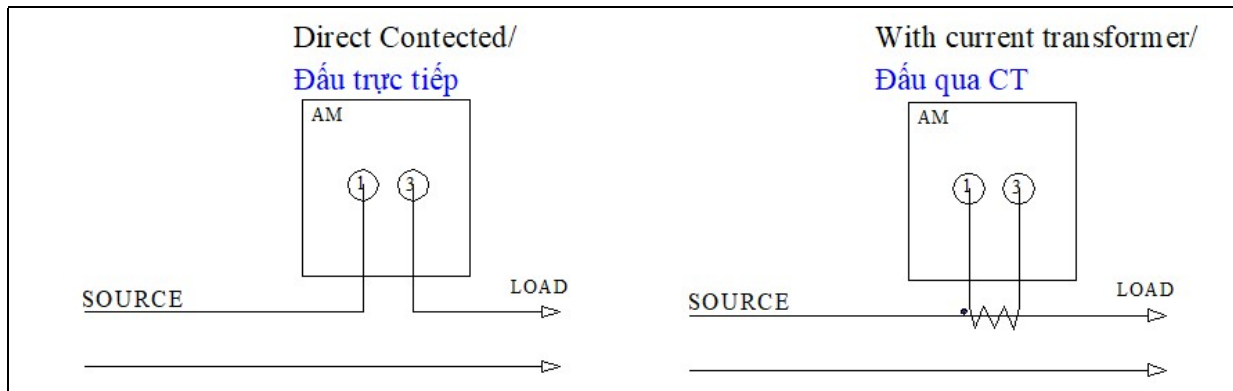 Direct Contected/
Đấu trực tiếp
AM
1
3
SOURCE
LOAD
With current transformer/
Đấu qua CT
AM
1
3
SOURCE
LOAD